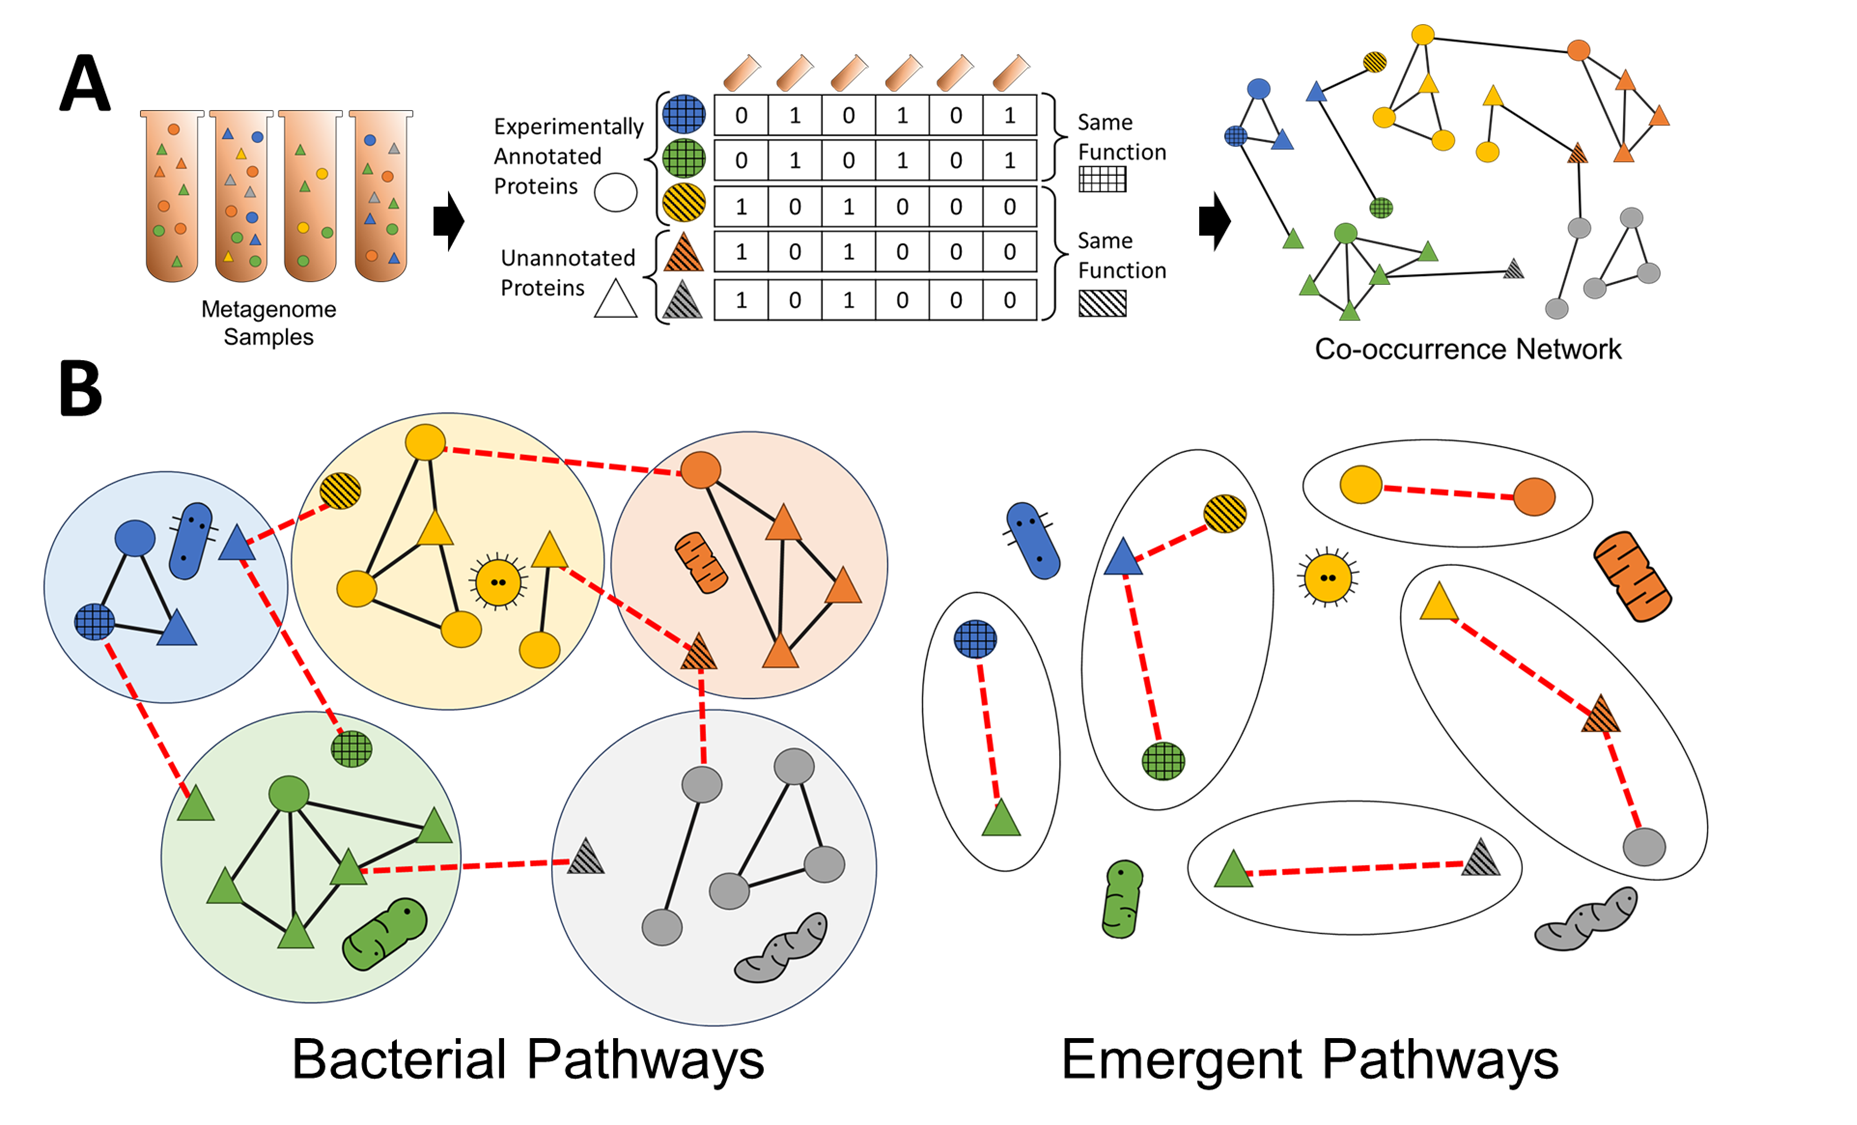 A
Metagenome
Samples
Experimentally
Annotated
Proteins
Unannotated
Proteins
0 1 0 1 0 1
0 1 0 1 0 1
1 0 1 0 0 0
1 0 1 0 0 0
1 0 1 0 0 0
Same
Function
Same
Function
Co-occurrence Network
B
Bacterial Pathways
Emergent Pathways